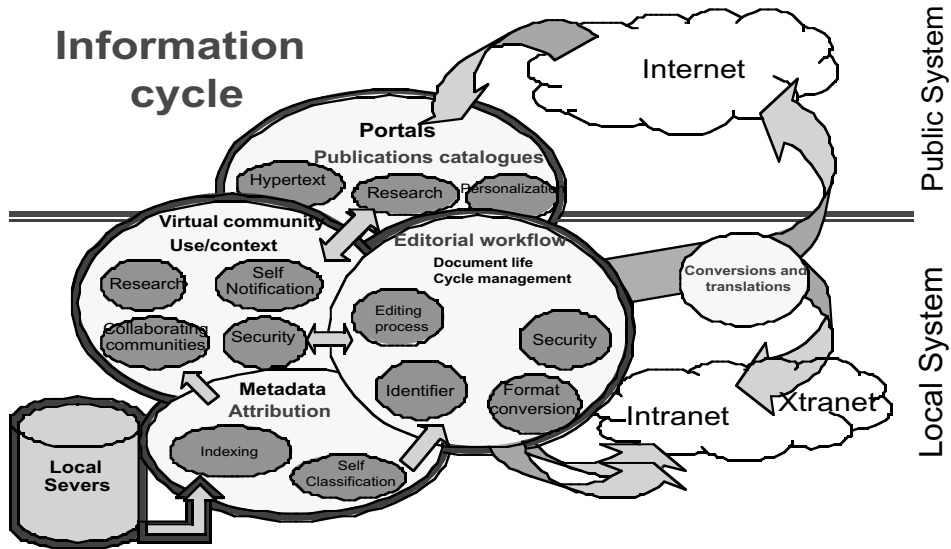 Information
cycle
Internet
Public System
Portals
Publications catalogues
Hypertext
Research
Personalization
Virtual community
Use/context
Research
Self
Notification
Collaborating
communities
Security
Editorial workflow
Document life
Cycle management
Editing
process
Security
Identifier
Format
conversion
Conversions and
translations
Metadata
Attribution
Indexing
Self
Classification
Local
Severs
Intranet
Xtranet
Local System